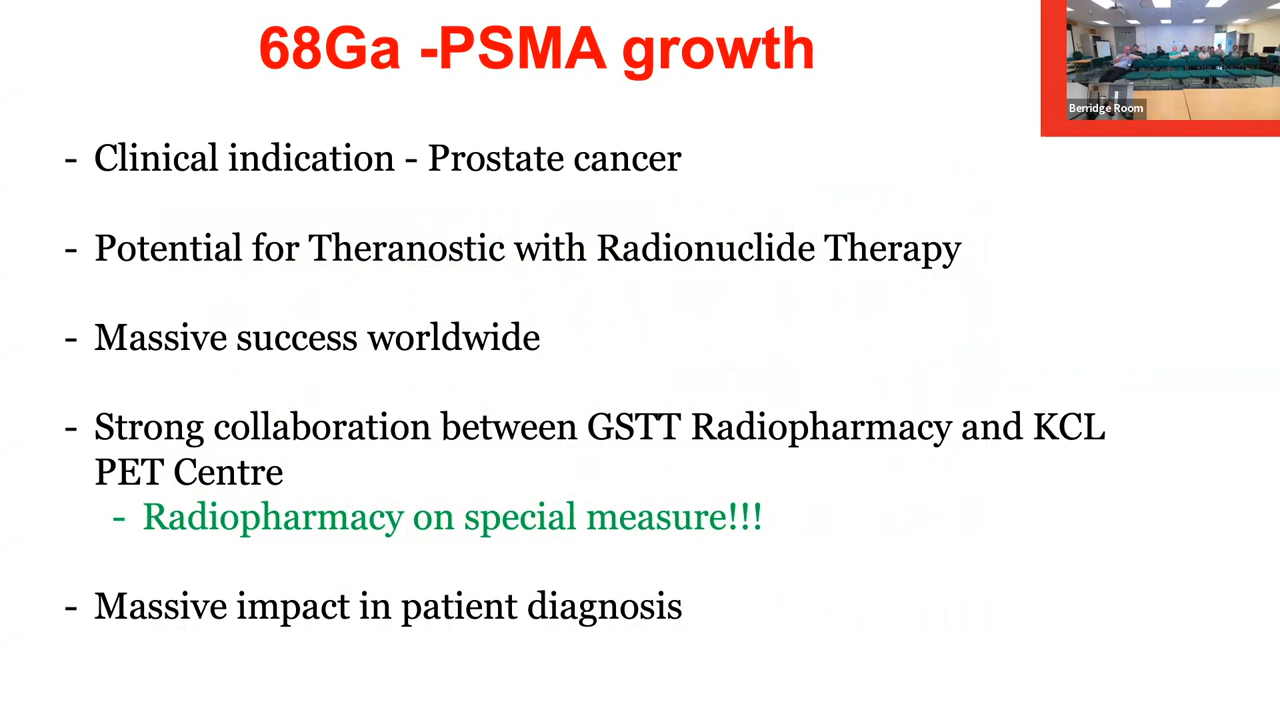 68Ga -PSMA growth
Berridge Room
- Clinical indication - Prostate cancer
- Potential for Theranostic with Radionuclide Therapy
- Massive success worldwide
- Strong collaboration between GSTT Radiopharmacy and KCL
PET Centre
- Radiopharmacy on special measure!!!
- Massive impact in patient diagnosis